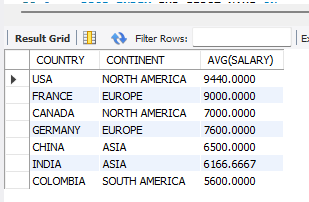 Result Grid Filter Rows: Ex
COUNTRY CONTINENT AVG(SALARY)
USA NORTH AMERICA 9440.0000
FRANCE EUROPE 9000.0000
CANADA NORTH AMERICA 7000.0000
GERMANY EUROPE 7600.0000
CHINA ASIA 6500.0000
INDIA ASIA 6166.6667
COLOMBIA SOUTH AMERICA 5600.0000